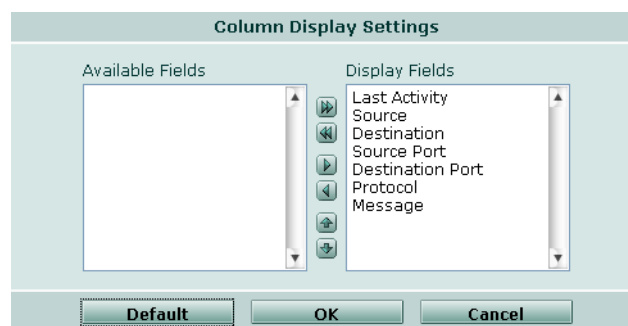 Column Display Settings
Available Fields
Display Fields
Last Activity
Source
Destination
Source Port
Destination Port
Protocol
Message
Default
OK
Cancel